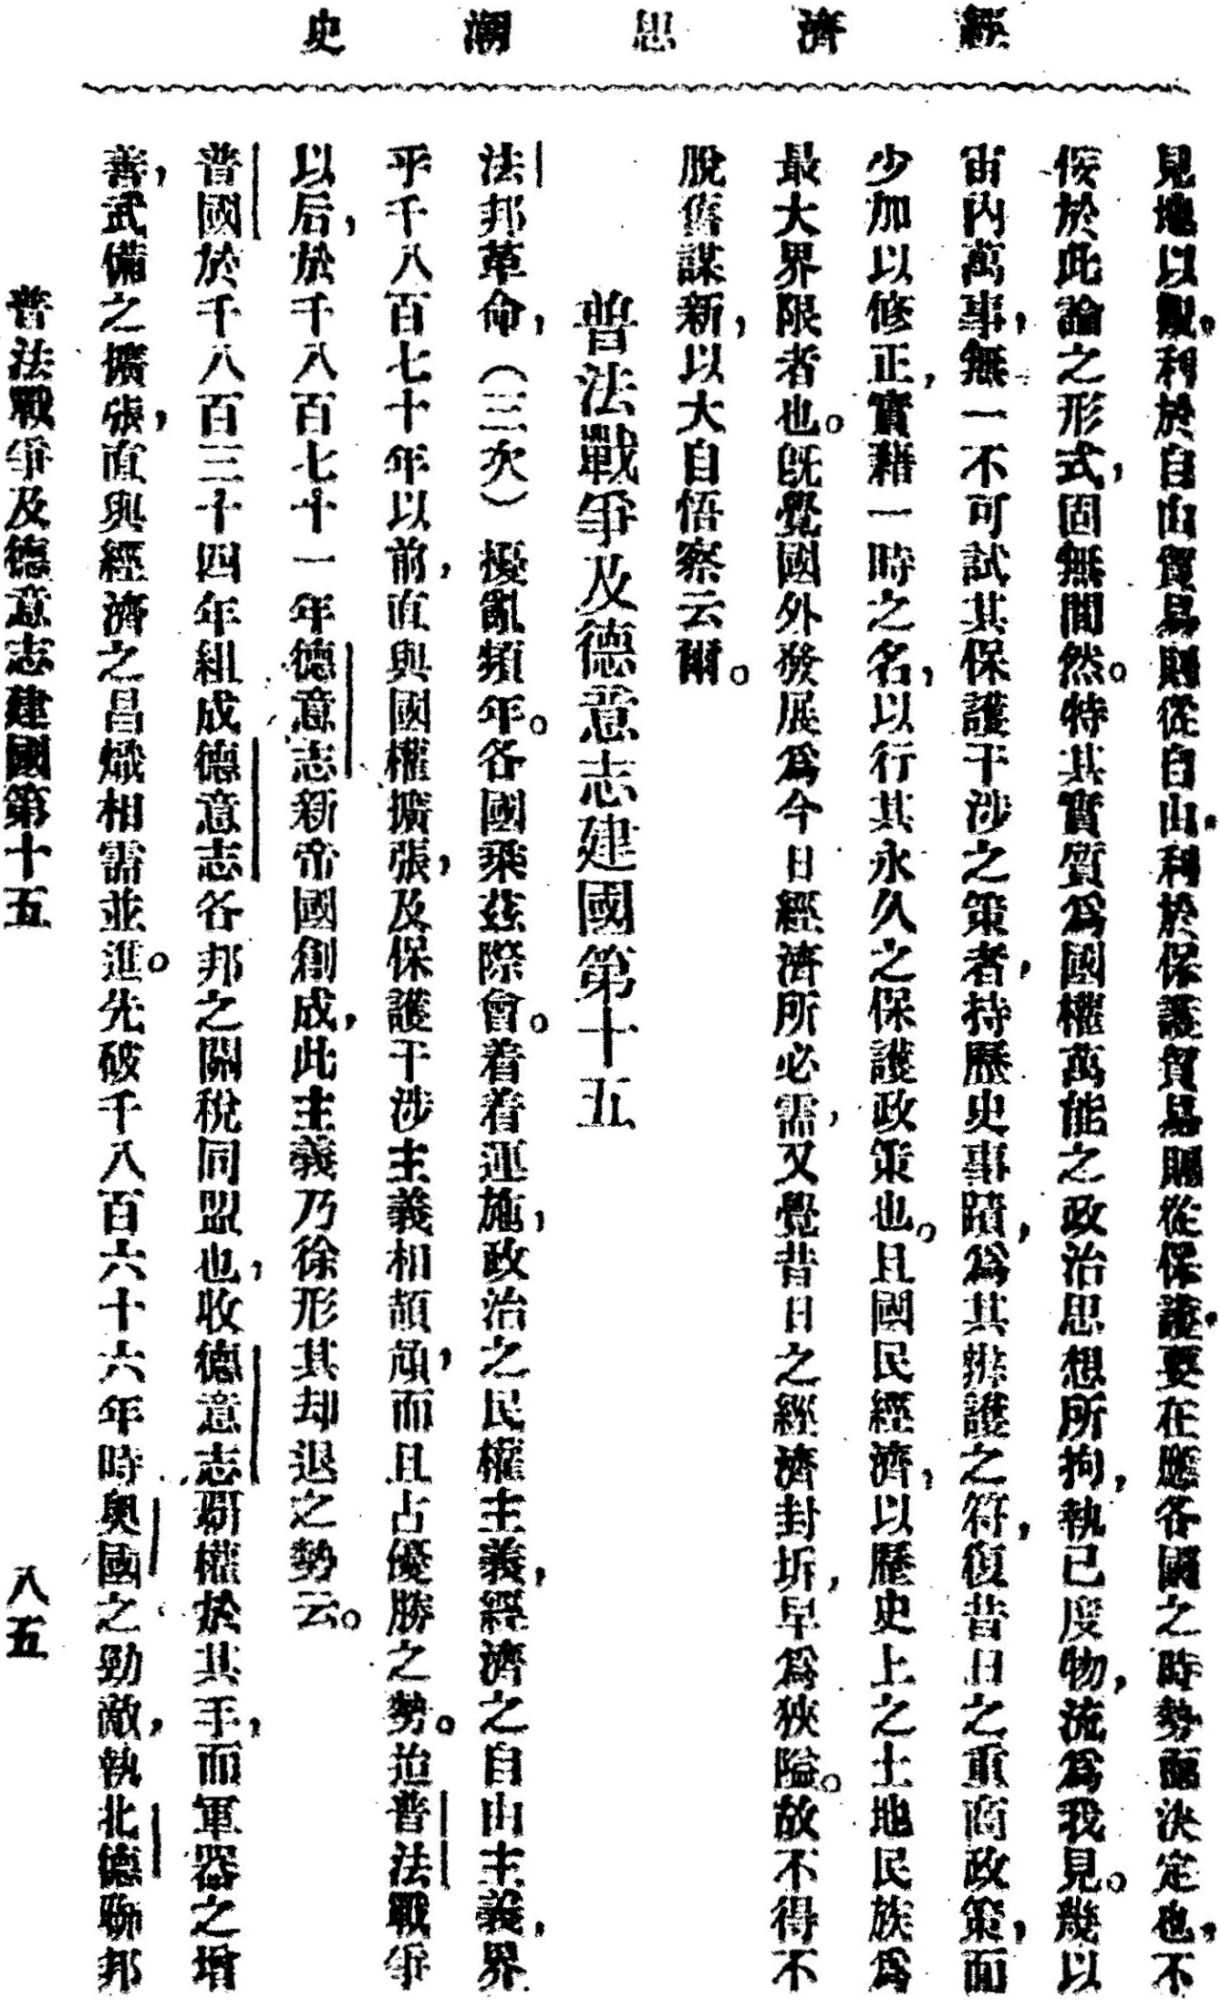 經濟思潮史
見地以觀，利於自由貿易則從自由，利於保護貿易則從保護，要在應各國之時勢而決定也，不
佞於此論之形式，固無間然。特其實質爲國權萬能之政治思想所拘，執己度物，流爲我見。幾以
宙內萬事，無一不可試其保護干涉之策者，持歷史事蹟，爲其辨護之符，復昔日之重商政策，而
少加以修正，實藉一時之名，以行其永久之保護政策也。且國民經濟，以歷史上之土地民族爲
最大界限者也。旣覺國外發展爲今日經濟所必需，又覺昔日之經濟封圻，早爲狹隘。故不得不
脫舊謀新，以大自悟察云爾。
普法戰爭及德意志建國第十五
法邦革命，（三次）擾亂頻年。各國乘茲際會。着着運施，政治之民權主義，經濟之自由主義，界
乎千八百七十年以前，直與國權擴張，及保護干涉主義相頡頏，而且占優勝之勢。迨普法戰爭
以后，於千八百七十一年德意志新帝國創成，此主義乃徐形其却退之勢云。
普國於千八百三十四年組成德意志各邦之關稅同盟也，收德意志霸權於其手，而軍器之增
善，武備之擴張，直與經濟之昌熾相需並進。先破千八百六十六年時奧國之勁敵，執北德聯邦
普法戰爭及德意志建國第十五
八五